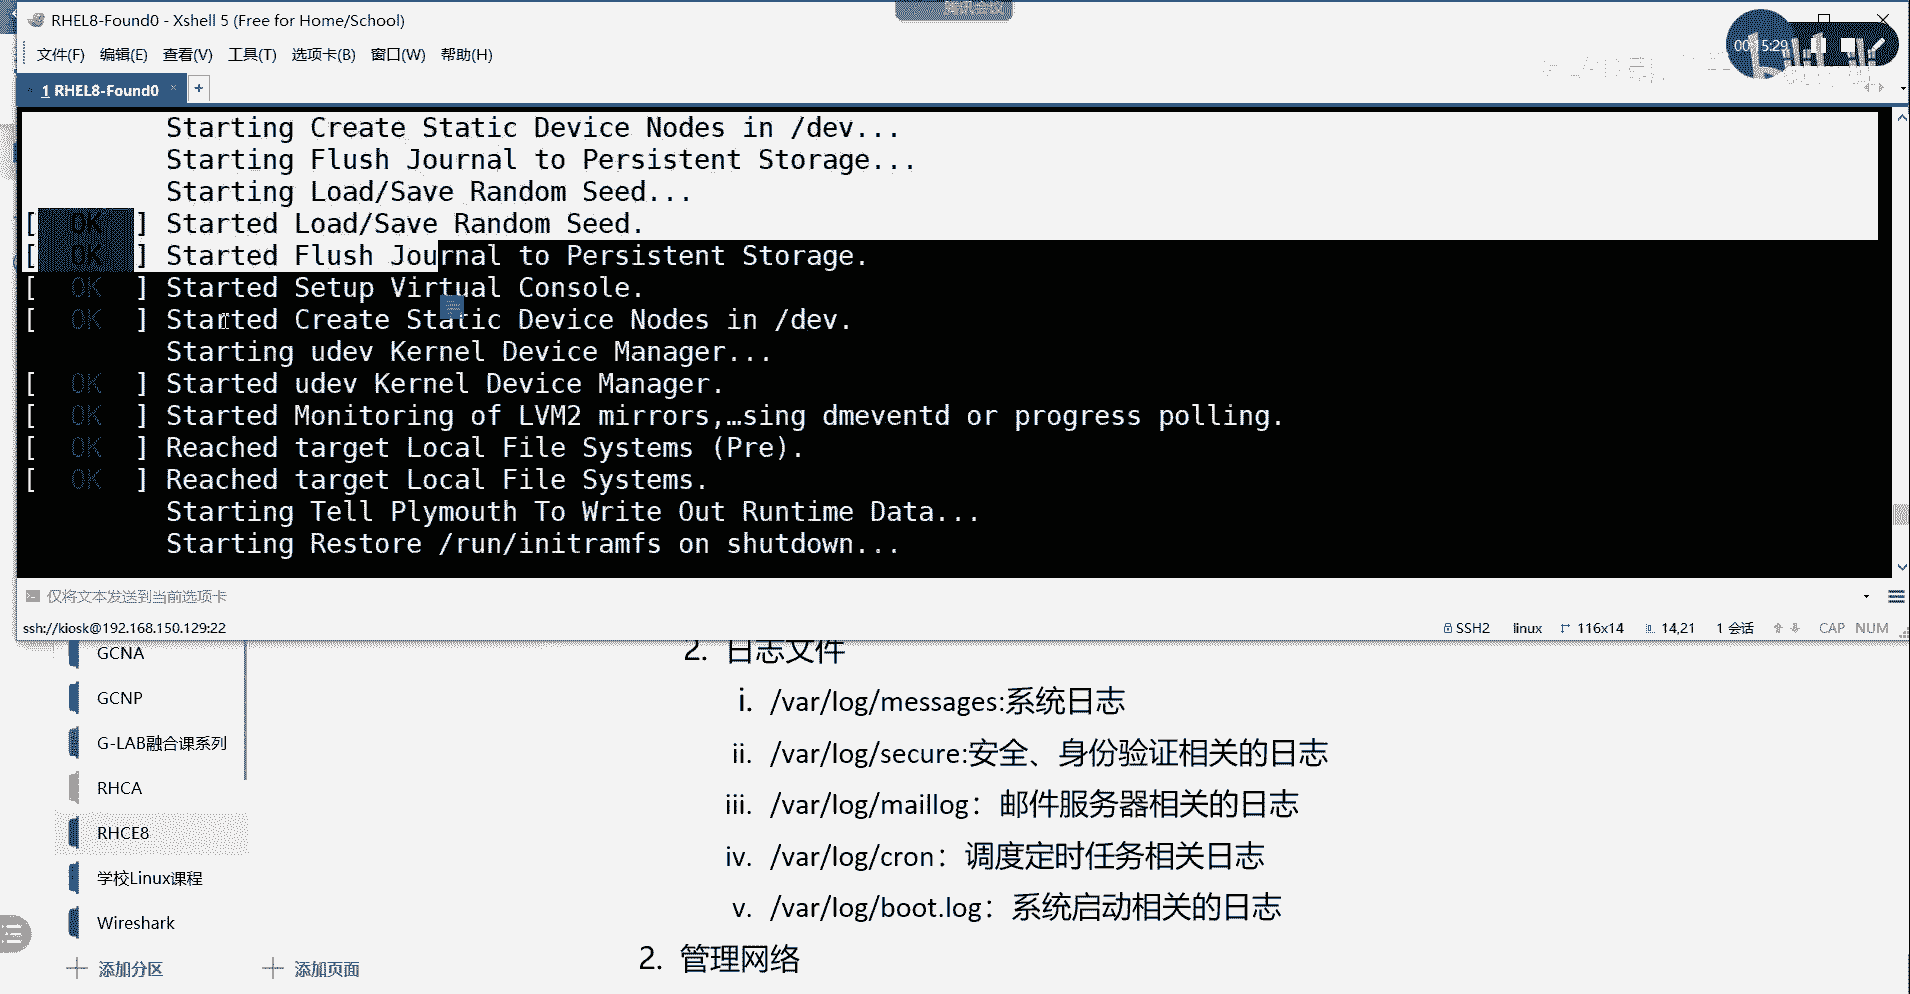 RHEL8-Found0 - Xshell 5 (Free for Home/School)
腾讯会议
00:15:29
文件(F) 编辑(E) 查看(V) 工具(T) 选项卡(B) 窗口(W) 帮助(H)
1 RHEL8-Found0 × +
Starting Create Static Device Nodes in /dev...
Starting Flush Journal to Persistent Storage...
Starting Load/Save Random Seed...
[ OK ] Started Load/Save Random Seed.
[ OK ] Started Flush Journal to Persistent Storage.
[ OK ] Started Setup Virtual Console.
[ OK ] Started Create Static Device Nodes in /dev.
Starting udev Kernel Device Manager...
[ OK ] Started udev Kernel Device Manager.
[ OK ] Started Monitoring of LVM2 mirrors,…sing dmeventd or progress polling.
[ OK ] Reached target Local File Systems (Pre).
[ OK ] Reached target Local File Systems.
Starting Tell Plymouth To Write Out Runtime Data...
Starting Restore /run/initramfs on shutdown...
仅将文本发送到当前选项卡
ssh://kiosk@192.168.150.129:22 SSH2 linux 116x14 14,21 1 会话 CAP NUM
GCNA
GCNP
G-LAB融合课系列
RHCA
RHCE8
学校Linux课程
Wireshark
添加分区 添加页面
2. 日志文件
i. /var/log/messages:系统日志
ii. /var/log/secure:安全、身份验证相关的日志
iii. /var/log/maillog：邮件服务器相关的日志
iv. /var/log/cron：调度定时任务相关日志
v. /var/log/boot.log：系统启动相关的日志
2. 管理网络